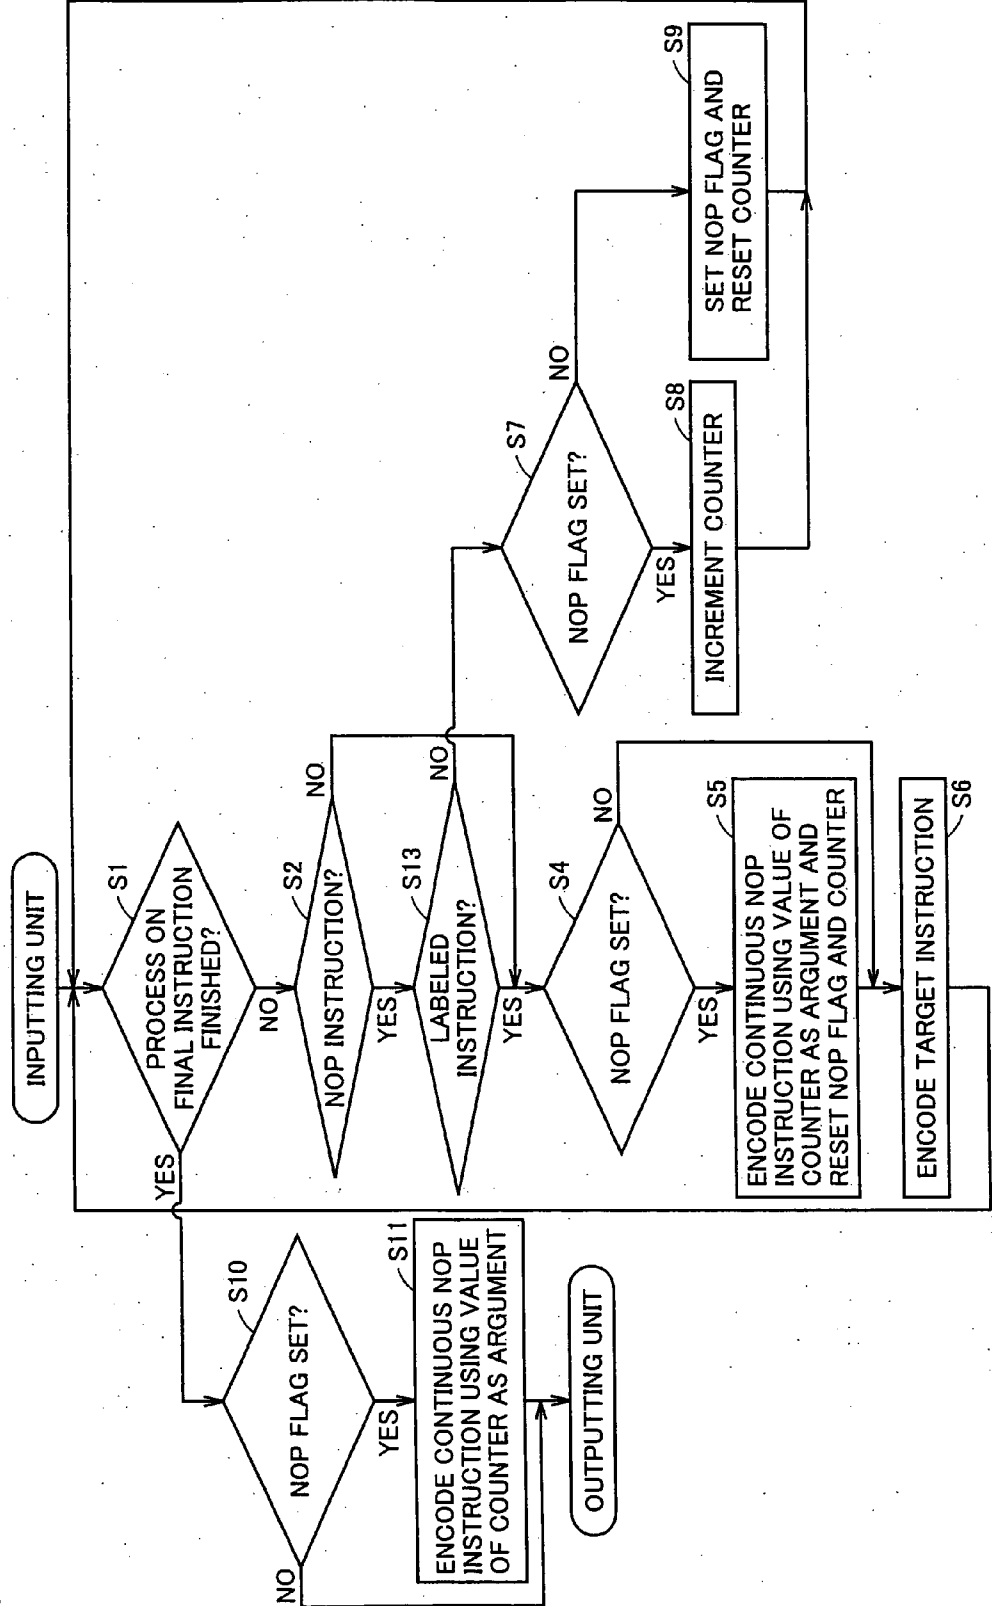 INPUTTING UNIT
S1
PROCESS ON
FINAL INSTRUCTION
FINISHED?
YES
NO
S2
NOP INSTRUCTION?
NO
YES
S13
LABELED
INSTRUCTION?
NO
YES
S4
NOP FLAG SET?
NO
YES
S5
ENCODE CONTINUOUS NOP
INSTRUCTION USING VALUE OF
COUNTER AS ARGUMENT AND
RESET NOP FLAG AND COUNTER
S6
ENCODE TARGET INSTRUCTION
S7
NOP FLAG SET?
NO
YES
S8
INCREMENT COUNTER
S9
SET NOP FLAG AND
RESET COUNTER
S10
NOP FLAG SET?
NO
YES
S11
ENCODE CONTINUOUS NOP
INSTRUCTION USING VALUE
OF COUNTER AS ARGUMENT
OUTPUTTING UNIT